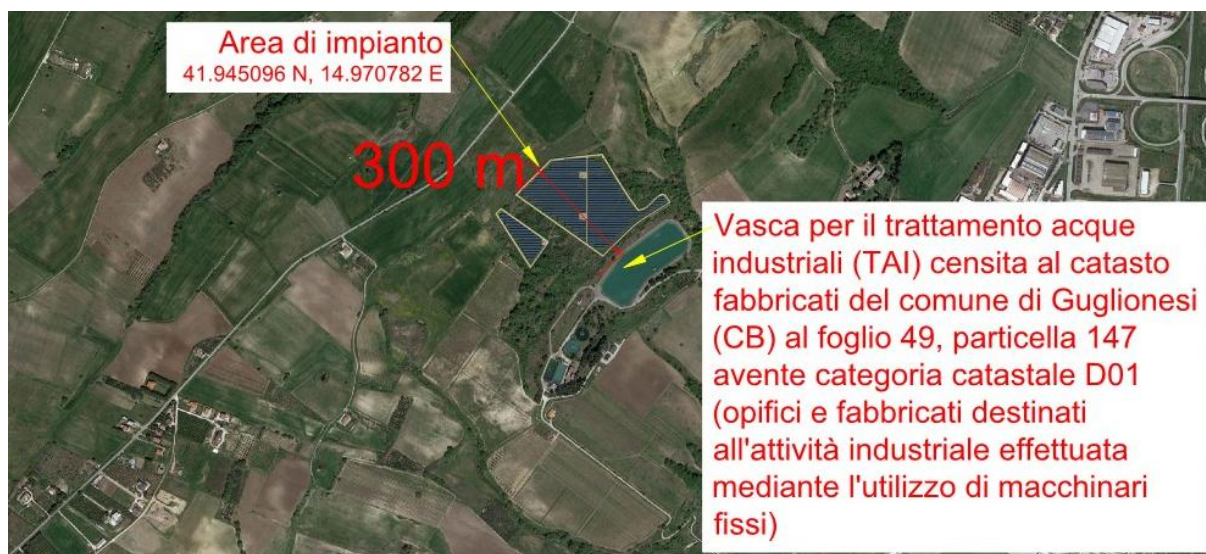 Area di impianto
41.945096 N, 14.970782 E
300 m
Vasca per il trattamento acque
industriali (TAI) censita al catasto
fabbricati del comune di Guglionesi
(CB) al foglio 49, particella 147
avente categoria catastale D01
(opifici e fabbricati destinati
all'attività industriale effettuata
mediante l'utilizzo di macchinari
fissi)